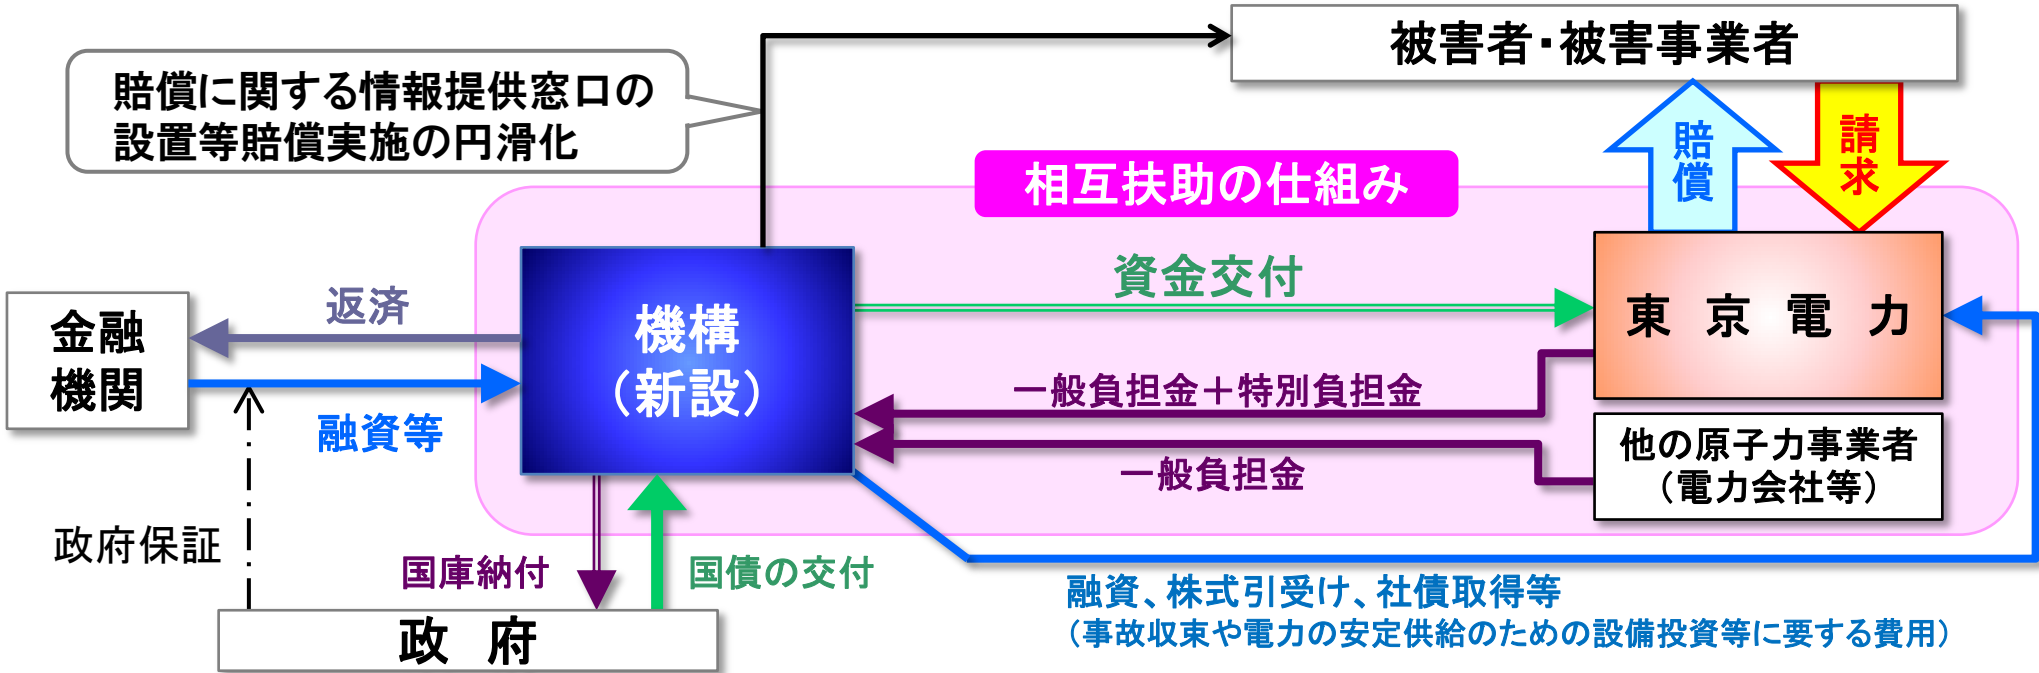 被害者・被害事業者
賠償に関する情報提供窓口の
設置等賠償実施の円滑化
賠償
請求
相互扶助の仕組み
資金交付
返済
金融
機関
機構
（新設）
東京電力
一般負担金＋特別負担金
融資等
他の原子力事業者
（電力会社等）
一般負担金
政府保証
国庫納付
国債の交付
融資、株式引受け、社債取得等
（事故収束や電力の安定供給のための設備投資等に要する費用）
政府